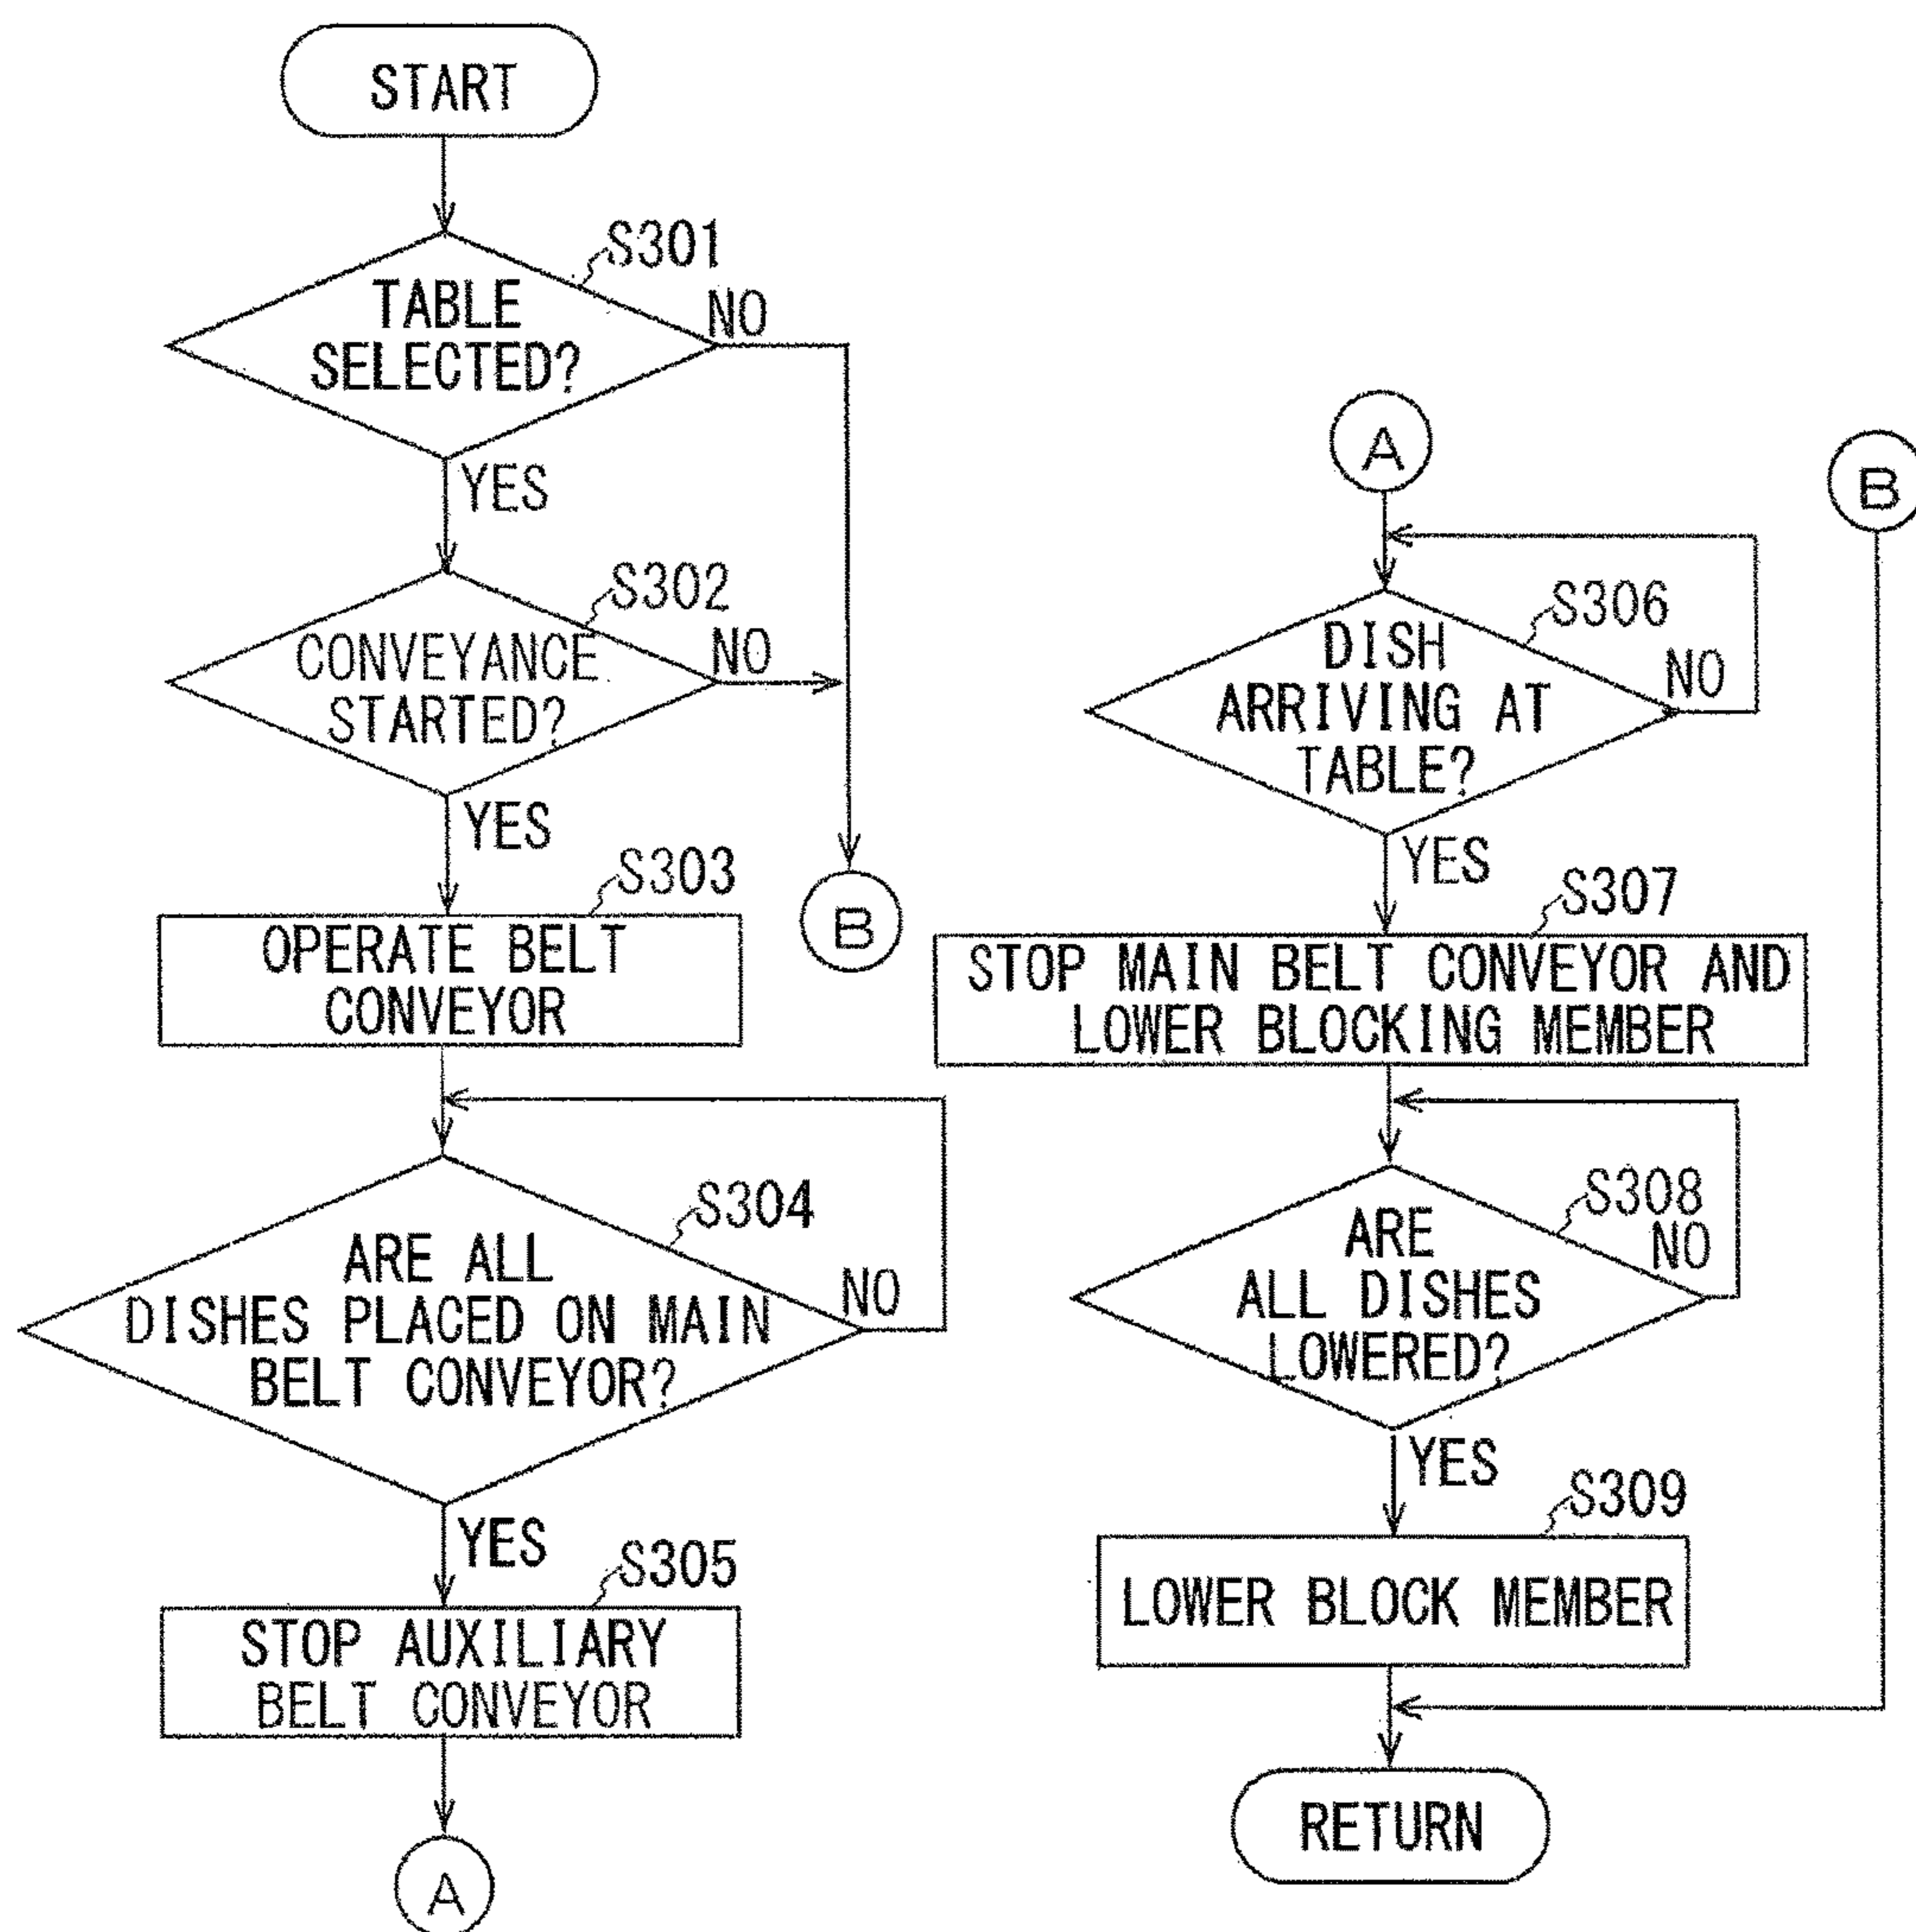 START
S301
TABLE
SELECTED?
NO
YES
S302
CONVEYANCE
STARTED?
NO
YES
S303
OPERATE BELT
CONVEYOR
B
S304
ARE ALL
DISHES PLACED ON MAIN
BELT CONVEYOR?
NO
YES
S305
STOP AUXILIARY
BELT CONVEYOR
A
A
B
S306
DISH
ARRIVING AT
TABLE?
NO
YES
S307
STOP MAIN BELT CONVEYOR AND
LOWER BLOCKING MEMBER
S308
ARE
ALL DISHES
LOWERED?
NO
YES
S309
LOWER BLOCK MEMBER
RETURN